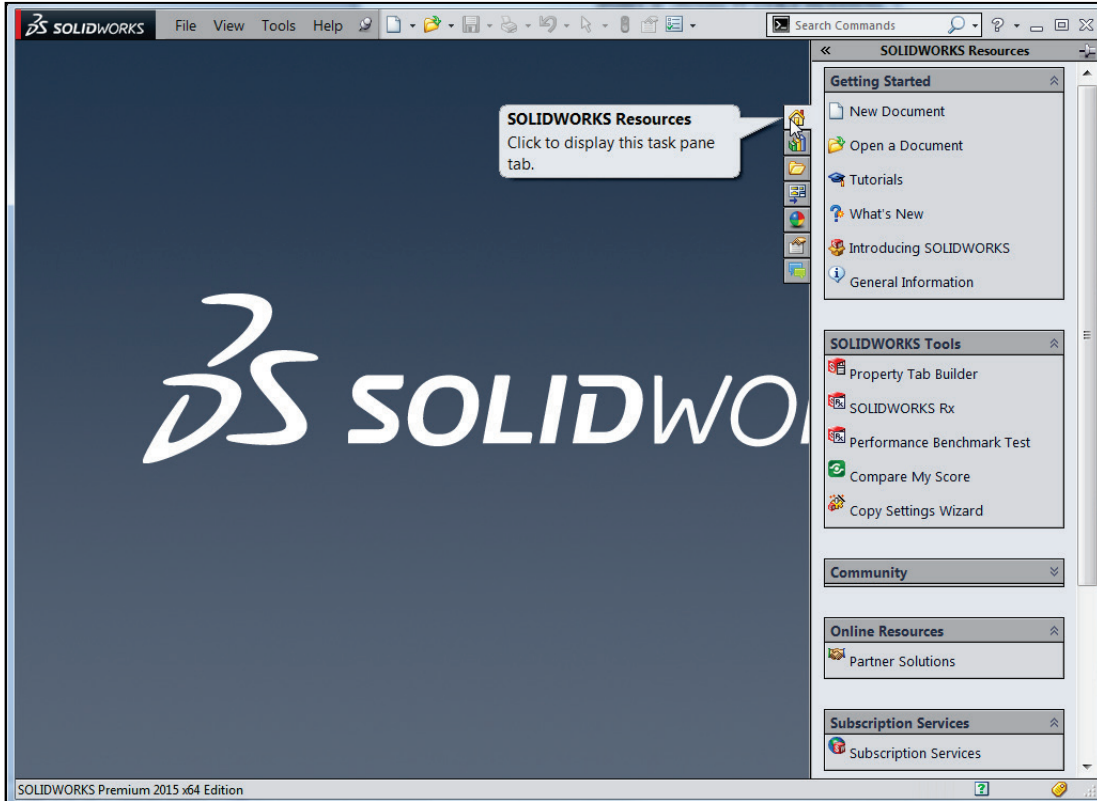 SOLIDWORKS File View Tools Help Search Commands
SOLIDWORKS Resources
Getting Started
New Document
SOLIDWORKS Resources
Click to display this task pane
tab.
Open a Document
Tutorials
What's New
Introducing SOLIDWORKS
General Information
SOLIDWORKS Tools
Property Tab Builder
SOLIDWORKS Rx
Performance Benchmark Test
Compare My Score
Copy Settings Wizard
SOLIDWO
Community
Online Resources
Partner Solutions
Subscription Services
Subscription Services
SOLIDWORKS Premium 2015 x64 Edition